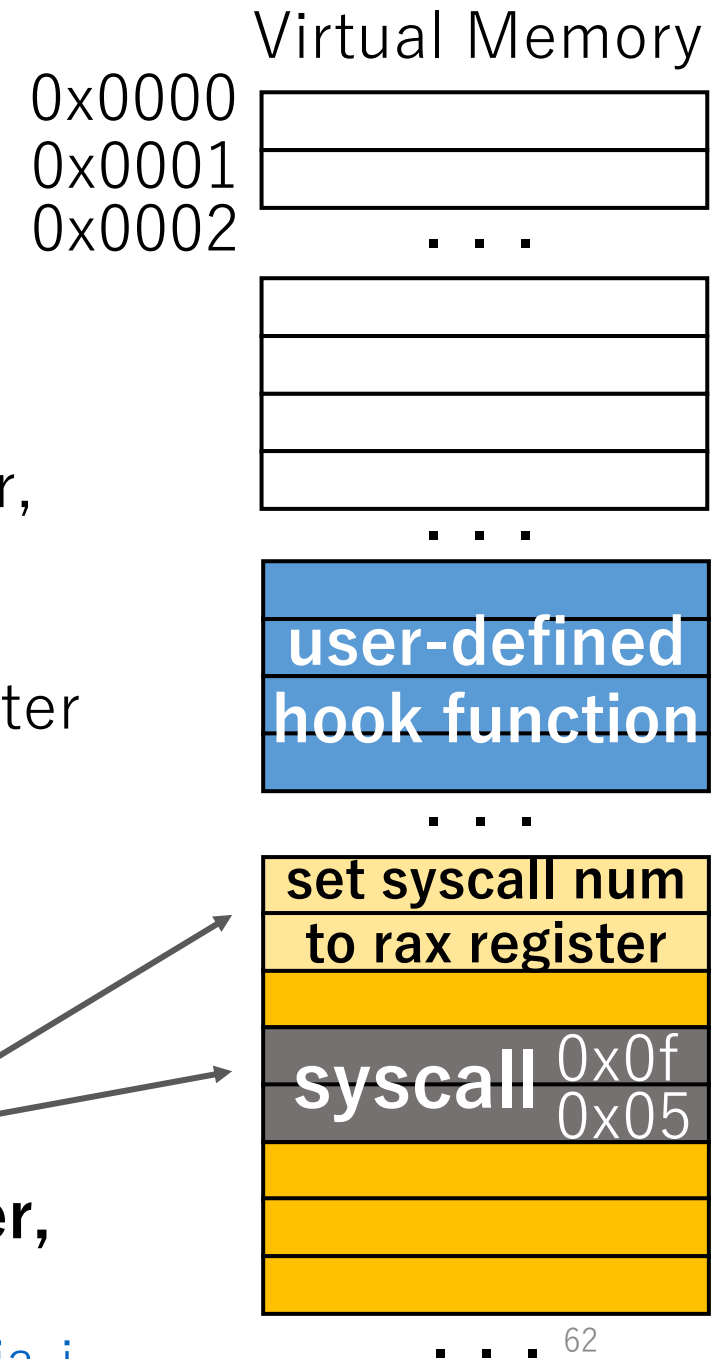 Virtual Memory
0x0000
0x0001
0x0002
. . .
r,
. . .
user-defined
ter
hook function
. . .
set syscall num
to rax register
syscall 0x0f
0x05
er,
. . . 62